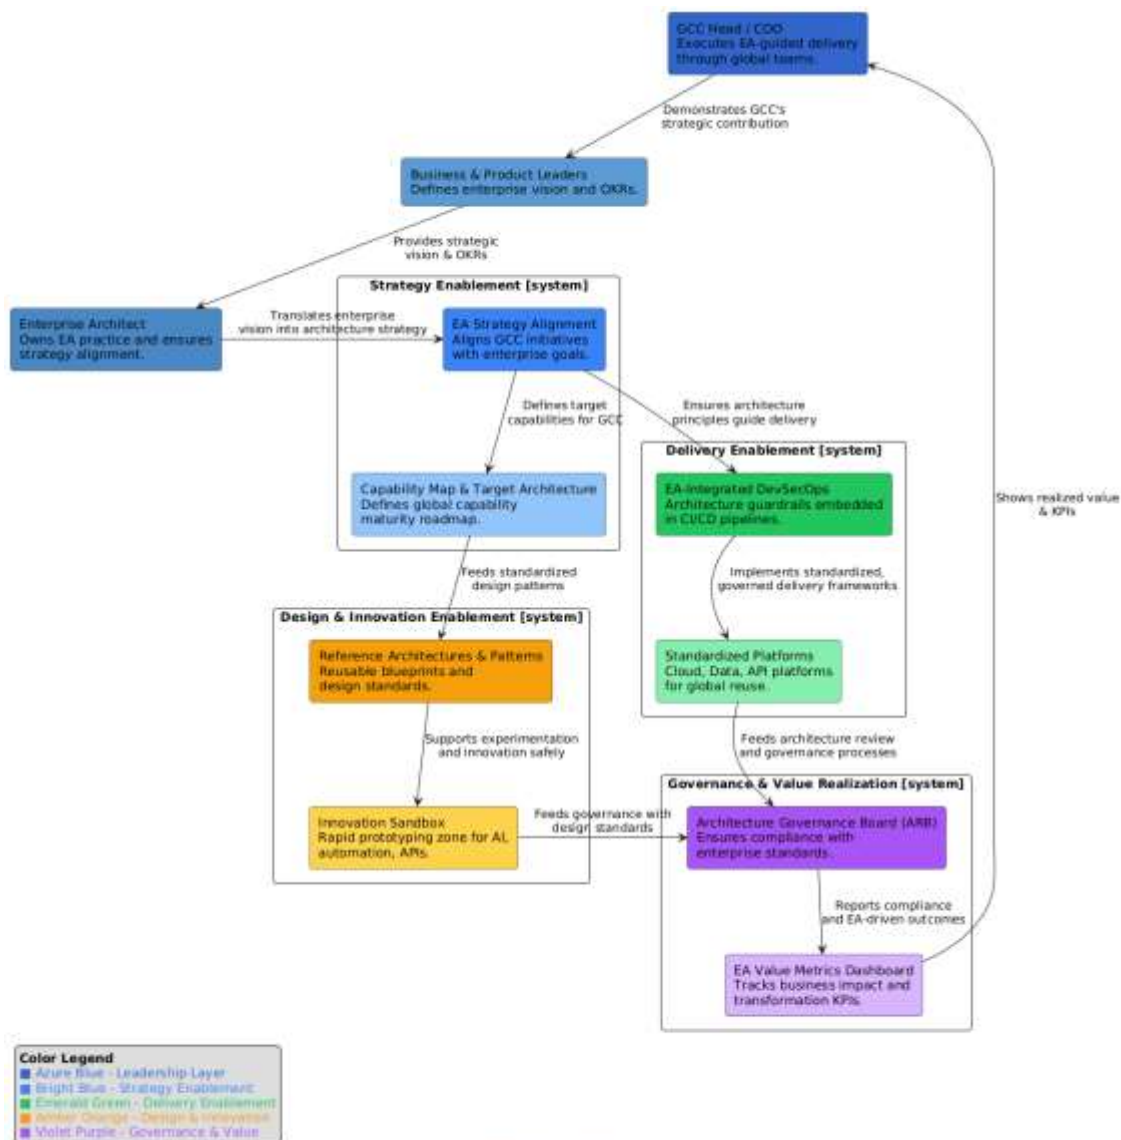 GCC Head / COO
Executes EA-guided delivery
through global teams.
Demonstrates GCC's
strategic contribution
Business & Product Leaders
Defines enterprise vision and OKRs.
Provides strategic
vision & OKRs
Strategy Enablement [system]
Enterprise Architect
Owns EA practice and ensures
strategy alignment.
Translates enterprise
vision into architecture strategy
EA Strategy Alignment
Aligns GCC initiatives
with enterprise goals.
Defines target
capabilities for GCC
Ensures architecture
principles guide delivery
Delivery Enablement [system]
Capability Map & Target Architecture
Defines global capability
maturity roadmap.
EA-Integrated DevSecOps
Architecture guardrails embedded
in CI/CD pipelines.
Shows realized value
& KPIs
Feeds standardized
design patterns
Implements standardized,
governed delivery frameworks
Design & Innovation Enablement [system]
Reference Architectures & Patterns
Reusable blueprints and
design standards.
Standardized Platforms
Cloud, Data, API platforms
for global reuse.
Supports experimentation
and innovation safely
Feeds architecture review
and governance processes
Governance & Value Realization [system]
Innovation Sandbox
Rapid prototyping zone for AI,
automation, APIs.
Feeds governance with
design standards
Architecture Governance Board (ARB)
Ensures compliance with
enterprise standards.
Reports compliance
and EA-driven outcomes
EA Value Metrics Dashboard
Tracks business impact and
transformation KPIs.
Color Legend
Azure Blue - Leadership Layer
Bright Blue - Strategy Enablement
Emerald Green - Delivery Enablement
Amber Orange - Design & Innovation
Violet Purple - Governance & Value